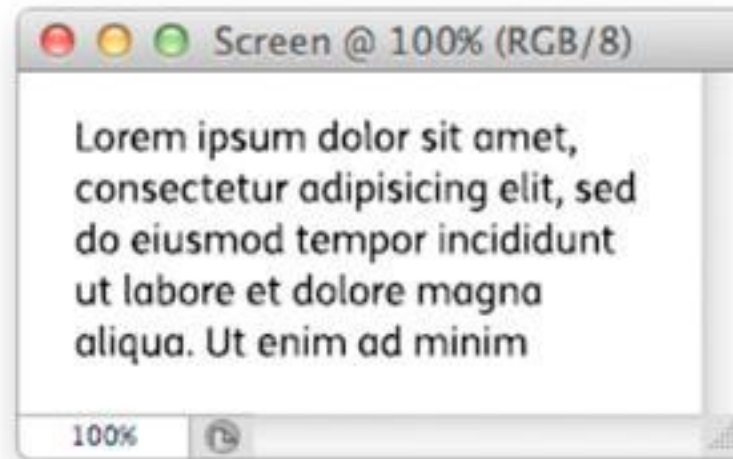 Screen @ 100% (RGB/8)
Lorem ipsum dolor sit amet,
consectetur adipisicing elit, sed
do eiusmod tempor incididunt
ut labore et dolore magna
aliqua. Ut enim ad minim
100%